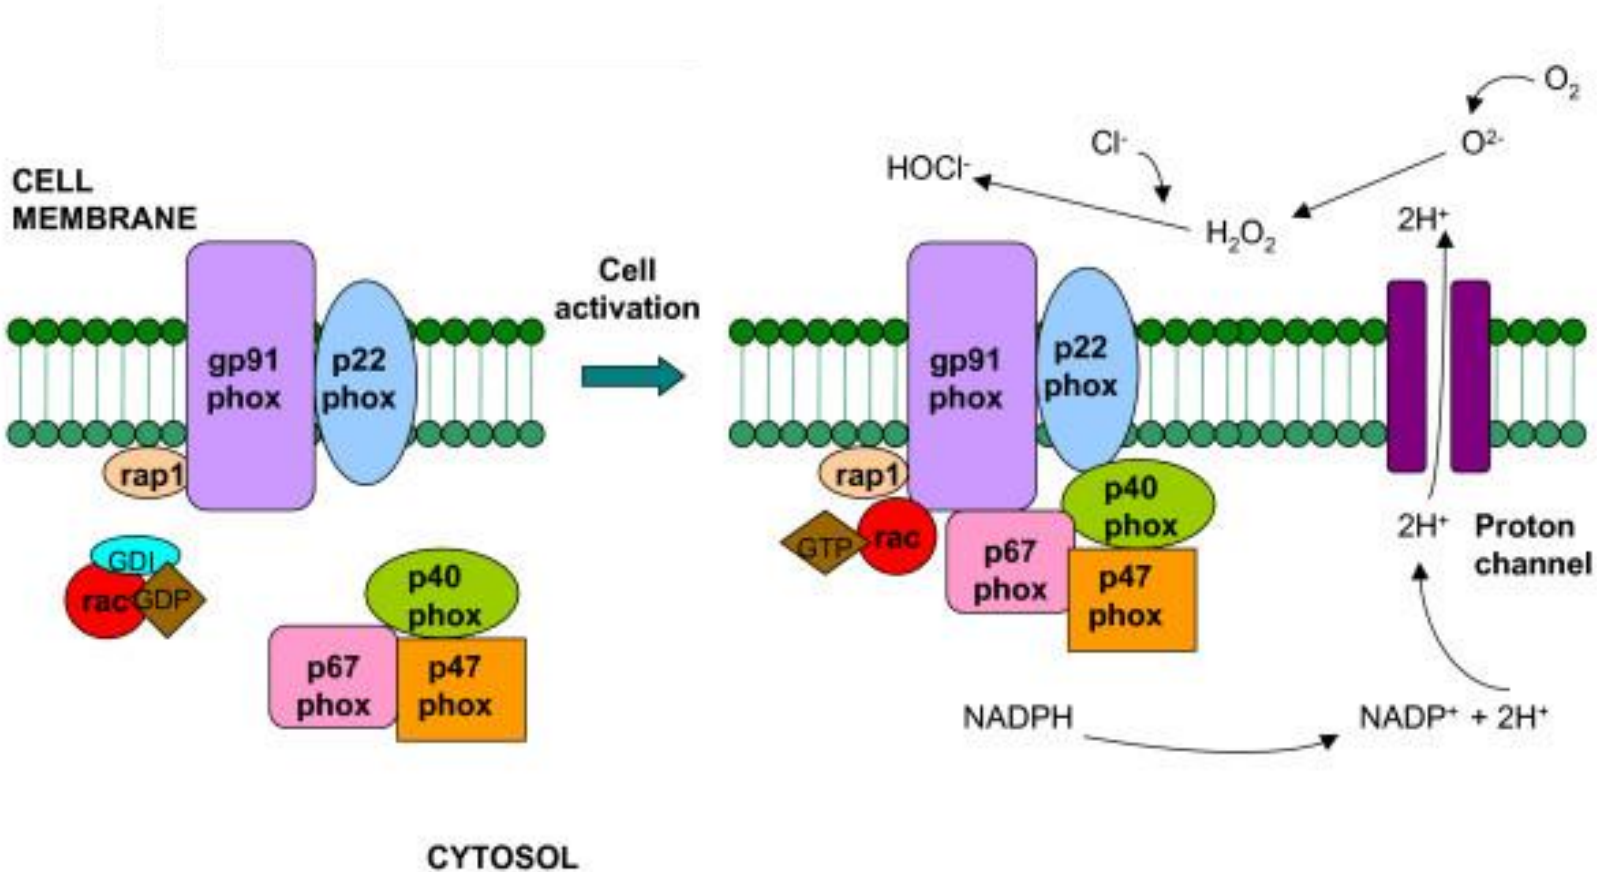 CELL
MEMBRANE
gp91
phox
p22
phox
rap1
GDI
rac
GDP
p40
phox
p67
phox
p47
phox
Cell
activation
O₂
O²⁻
Cl⁻
HOCl⁻
H₂O₂
2H⁺
gp91
phox
p22
phox
rap1
GTP
rac
p40
phox
p67
phox
p47
phox
2H⁺
Proton
channel
NADPH
NADP⁺ + 2H⁺
CYTOSOL